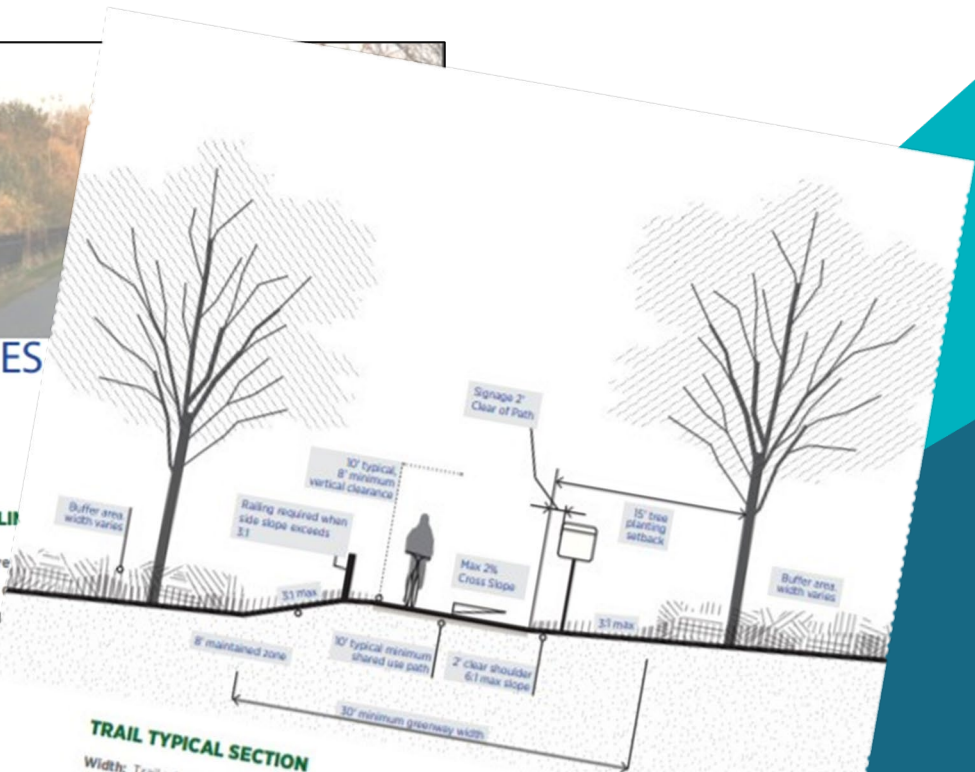 ES
Signage 2'
Clear of Path
10' typical,
8' minimum
vertical clearance
Railing required when
side slope exceeds
3:1
Buffer area,
width varies
15' tree
planting
setback
Max 2%
Cross Slope
Buffer area,
width varies
3:1 max
3:1 max
8' maintained zone
10' typical minimum
shared use path
2' clear shoulder
6:1 max slope
30' minimum greenway width
TRAIL TYPICAL SECTION
Width: